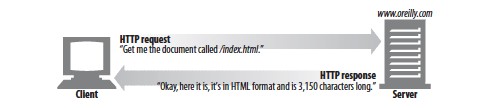 www.oreilly.com
HTTP request
“Get me the document called /index.html.”
HTTP response
“Okay, here it is, it’s in HTML format and is 3,150 characters long.”
Client
Server